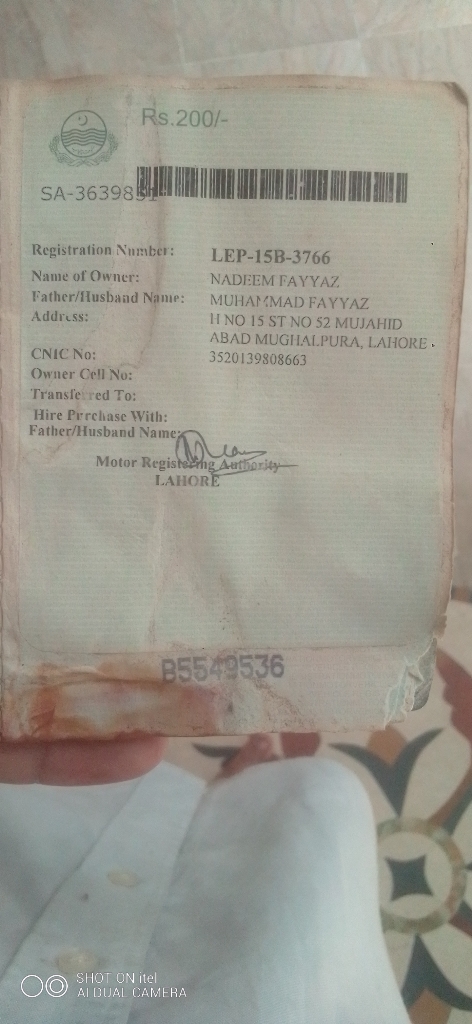 Rs.200/-
SA-3639851
Registration Number: LEP-15B-3766
Name of Owner: NADEEM FAYYAZ
Father/Husband Name: MUHAMMAD FAYYAZ
Address: H NO 15 ST NO 52 MUJAHID
ABAD MUGHALPURA, LAHORE
CNIC No: 3520139808663
Owner Cell No:
Transferred To:
Hire Purchase With:
Father/Husband Name:
Motor Registering Authority
LAHORE
B5549536
SHOT ON itel
AI DUAL CAMERA